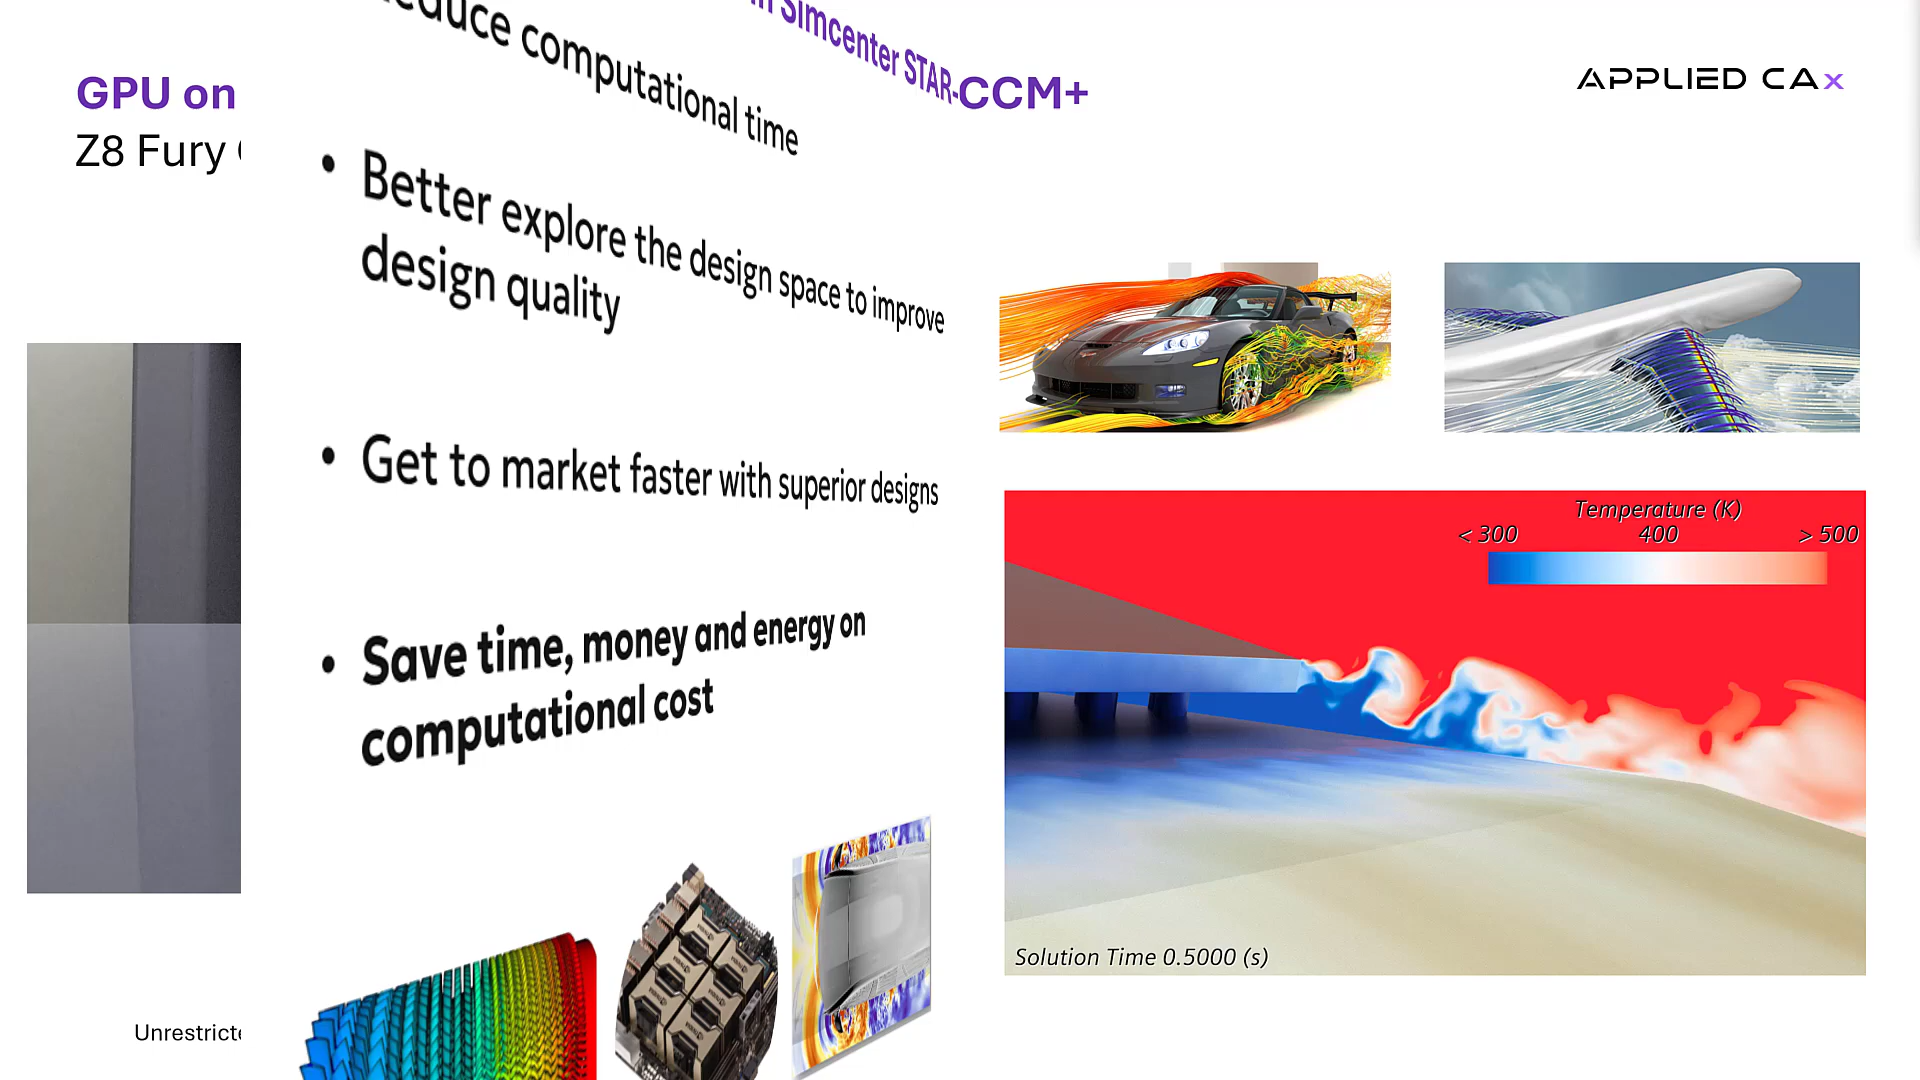 in Simcenter STAR-CCM+
GPU on
Z8 Fury
APPLIED CAx
computational time
• Better explore the design space to improve
design quality
• Get to market faster with superior designs
• Save time, money and energy on
computational cost
Temperature (K)
< 300 400 > 500
Solution Time 0.5000 (s)